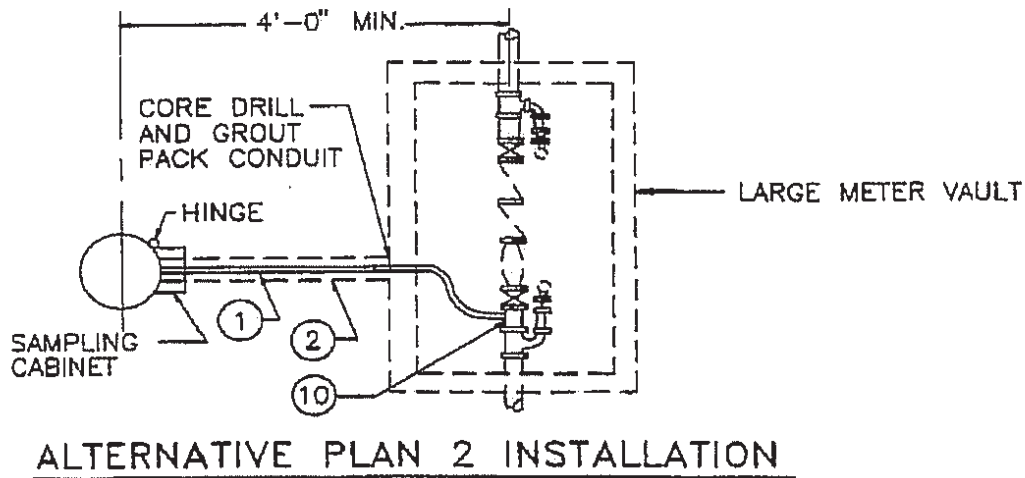 4'-0" MIN.
CORE DRILL
AND GROUT
PACK CONDUIT
LARGE METER VAULT
HINGE
1
2
SAMPLING
CABINET
10
ALTERNATIVE PLAN 2 INSTALLATION